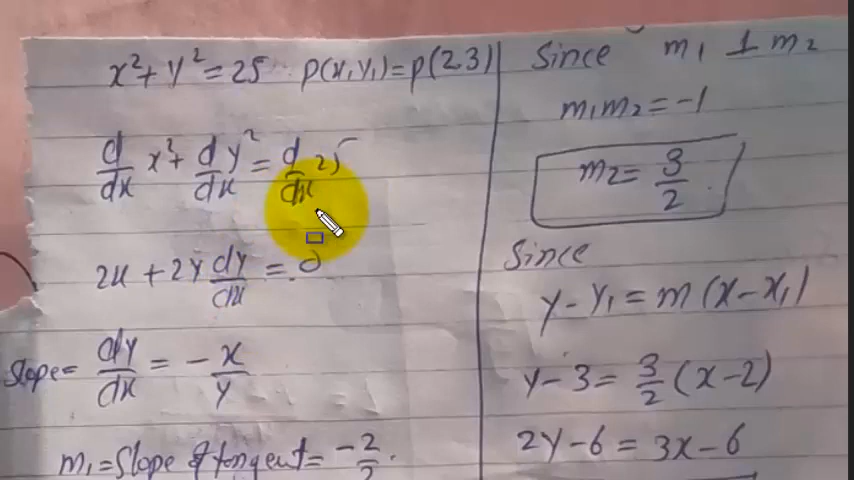 x² + y² = 25 P(x₁y₁) = P(2,3)
d/dx x² + d/dx y² = d/dx 25
2x + 2y dy/dx = 0
Slope = dy/dx = -x/y
m₁ = Slope of tangent = -2/3.
Since m₁ ⊥ m₂
m₁m₂ = -1
m₂ = 3/2
Since
y - y₁ = m(x - x₁)
y - 3 = 3/2 (x - 2)
2y - 6 = 3x - 6